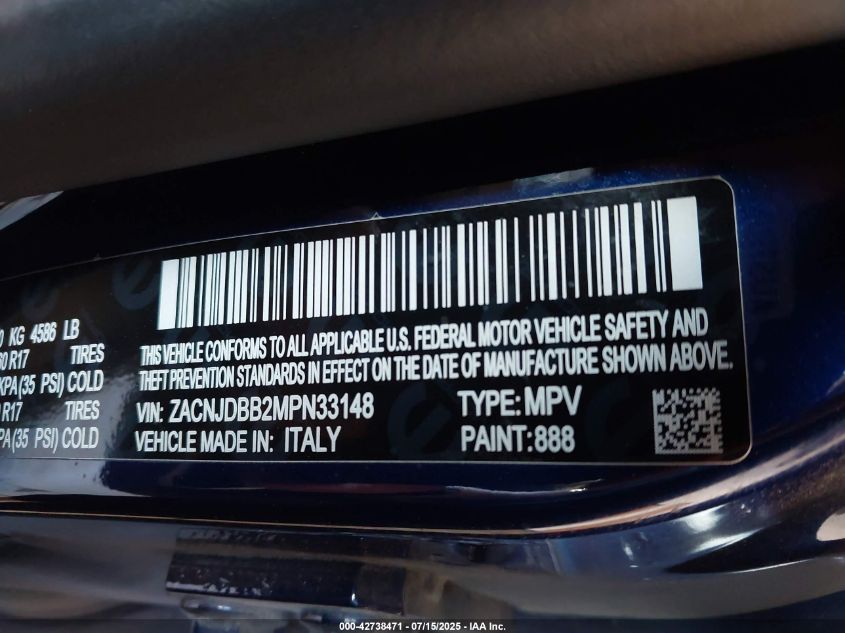 KG 4586 LB
R17 TIRES
KPA (35 PSI) COLD
R17
PA (35 PSI) COLD
THIS VEHICLE CONFORMS TO ALL APPLICABLE U.S. FEDERAL MOTOR VEHICLE SAFETY AND
THEFT PREVENTION STANDARDS IN EFFECT ON THE DATE OF MANUFACTURE SHOWN ABOVE.
VIN: ZACNJDBB2MPN33148 TYPE: MPV
VEHICLE MADE IN: ITALY PAINT: 888
000-42738471 - 07/15/2025 - IAA Inc.